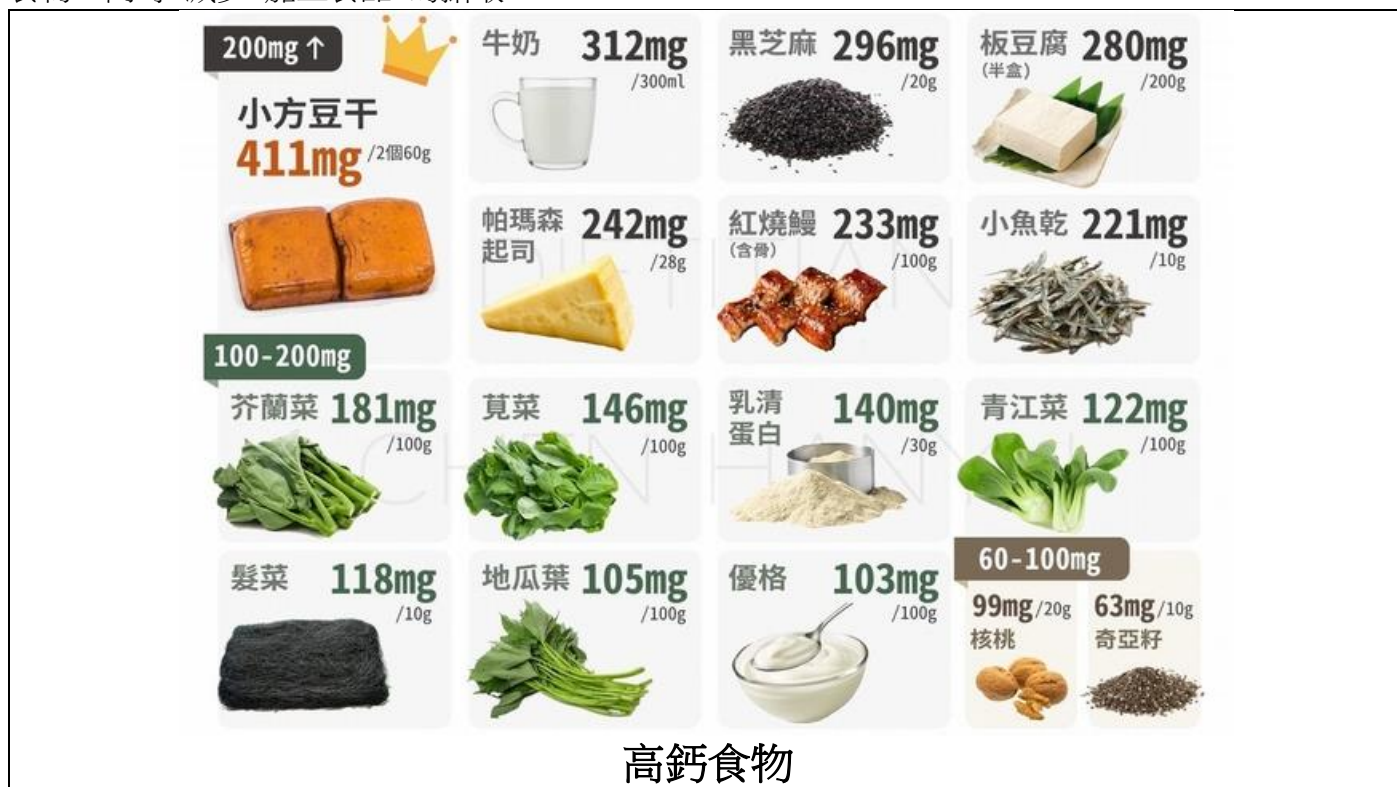 200mg ↑
小方豆干
411mg /2個60g
牛奶 312mg
/300ml
黑芝麻 296mg
/20g
板豆腐 280mg
(半盒) /200g
帕瑪森 242mg
起司 /28g
紅燒鰻 233mg
(含骨) /100g
小魚乾 221mg
/10g
100-200mg
芥蘭菜 181mg
/100g
莧菜 146mg
/100g
乳清 140mg
蛋白 /30g
青江菜 122mg
/100g
髮菜 118mg
/10g
地瓜葉 105mg
/100g
優格 103mg
/100g
60-100mg
99mg/20g
核桃
63mg/10g
奇亞籽
高鈣食物